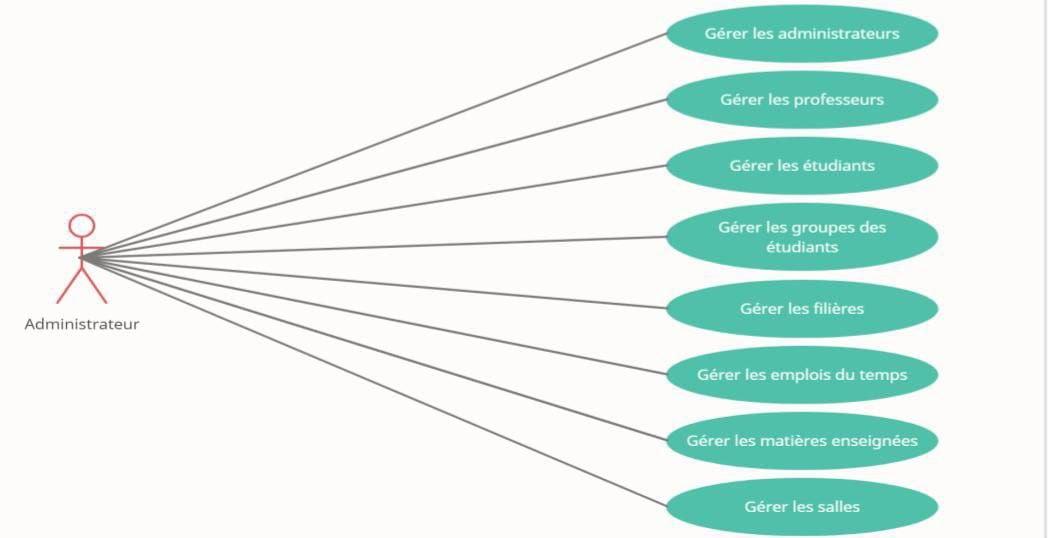 Gérer les administrateurs
Gérer les professeurs
Gérer les étudiants
Gérer les groupes des
étudiants
Gérer les filières
Administrateur
Gérer les emplois du temps
Gérer les matières enseignées
Gérer les salles